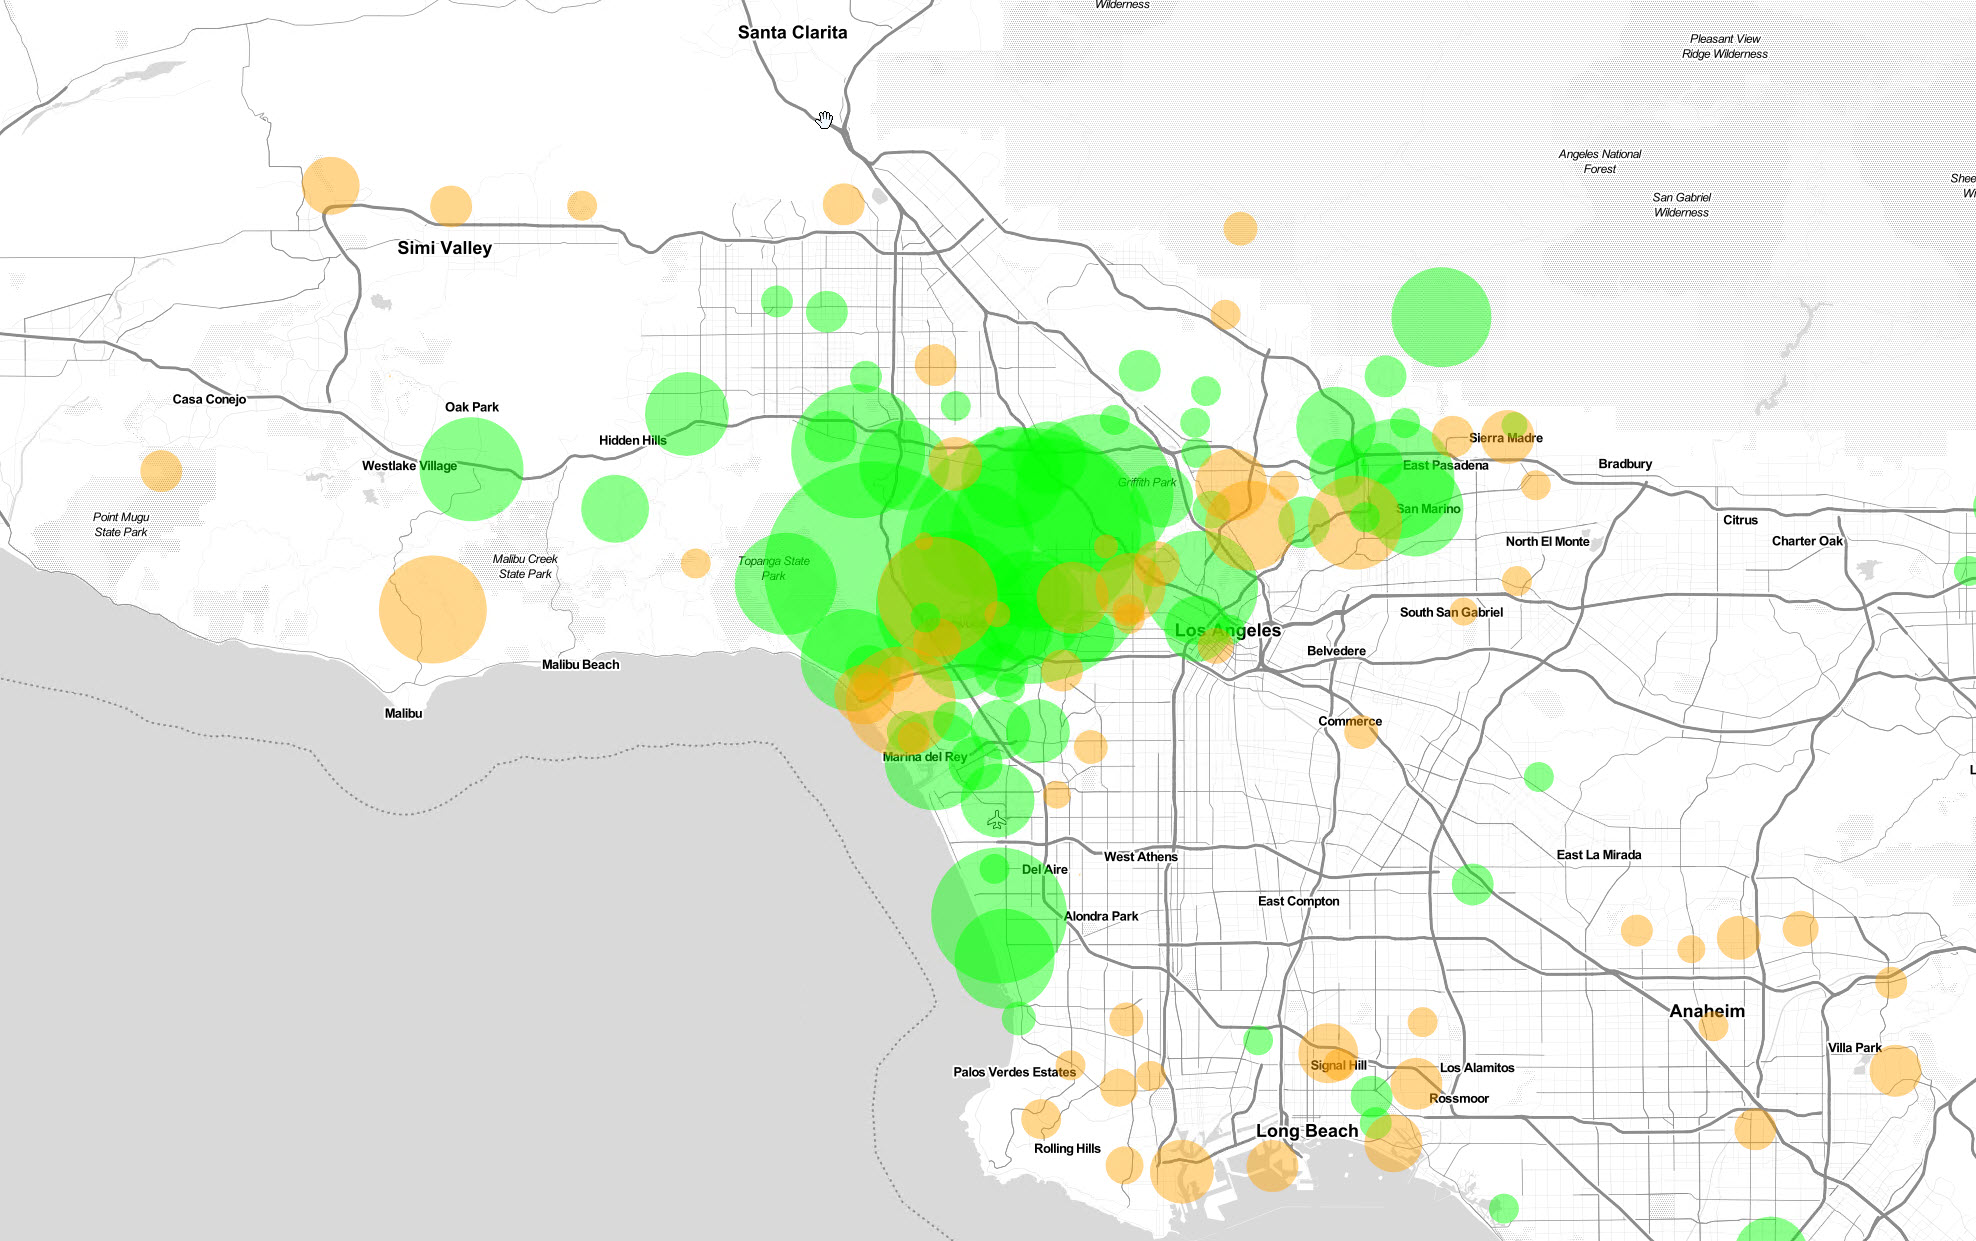 Wilderness
Santa Clarita
Pleasant View
Ridge Wilderness
Angeles National
Forest
San Gabriel
Wilderness
Shee
Wi
Simi Valley
Casa Conejo
Oak Park
Hidden Hills
Westlake Village
Sierra Madre
East Pasadena
Bradbury
Griffith Park
San Marino
Citrus
Point Mugu
State Park
North El Monte
Charter Oak
Malibu Creek
State Park
Topanga State
Park
South San Gabriel
Los Angeles
Belvedere
Malibu Beach
Malibu
Commerce
Marina del Rey
L
West Athens
East La Mirada
Del Aire
East Compton
Alondra Park
Anaheim
Villa Park
Signal Hill
Los Alamitos
Palos Verdes Estates
Rossmoor
Long Beach
Rolling Hills